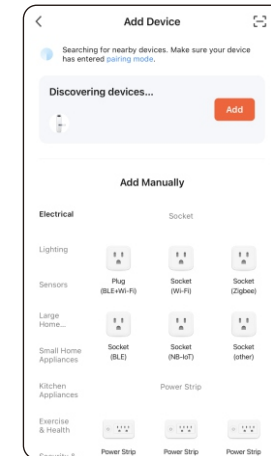 Add Device
Searching for nearby devices. Make sure your device
has entered pairing mode.
Discovering devices...
Add
Add Manually
Electrical
Socket
Lighting
Plug
(BLE+Wi-Fi)
Socket
(Wi-Fi)
Socket
(Zigbee)
Sensors
Large
Home...
Socket
(BLE)
Socket
(NB-IoT)
Socket
(other)
Small Home
Appliances
Kitchen
Appliances
Power Strip
Exercise
& Health
Power Strip
Power Strip
Power Strip
Security &